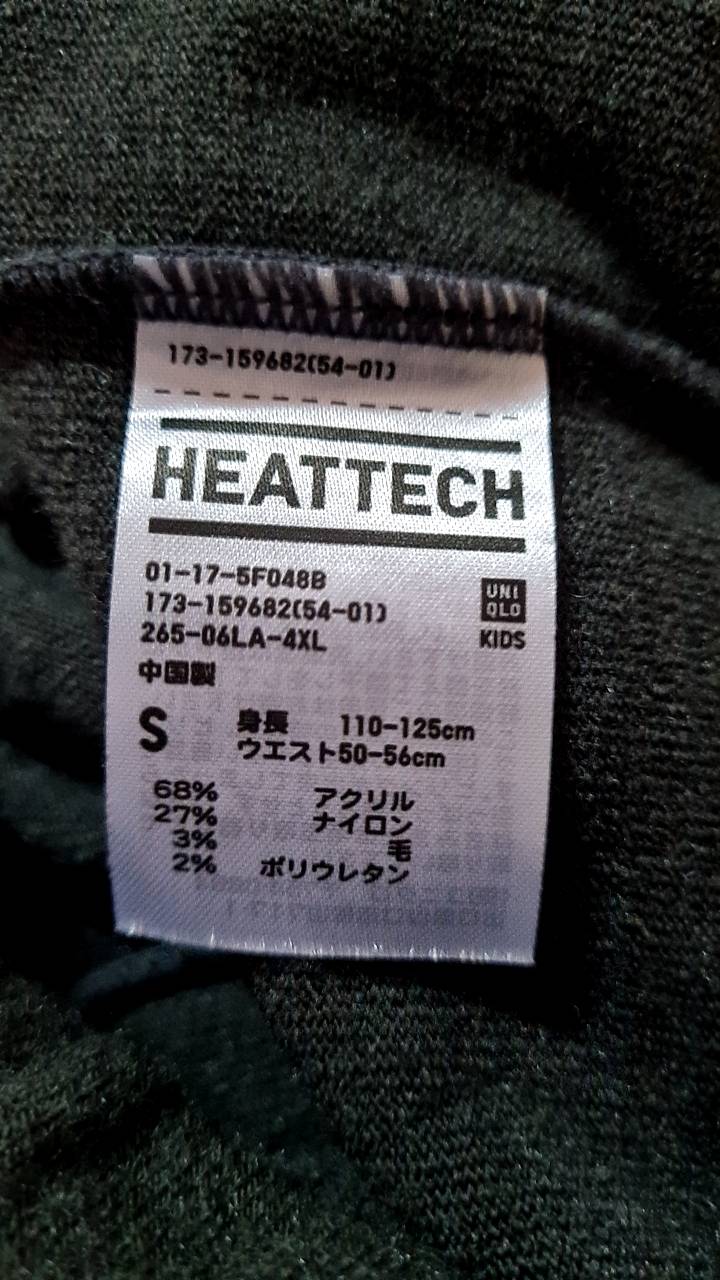 173-159682(54-01)
HEATTECH
01-17-5F048B
173-159682(54-01)
265-06LA-4XL
UNI
QLO
KIDS
中国製
S 身長 110-125cm
ウエスト50-56cm
68% アクリル
27% ナイロン
3% 毛
2% ポリウレタン